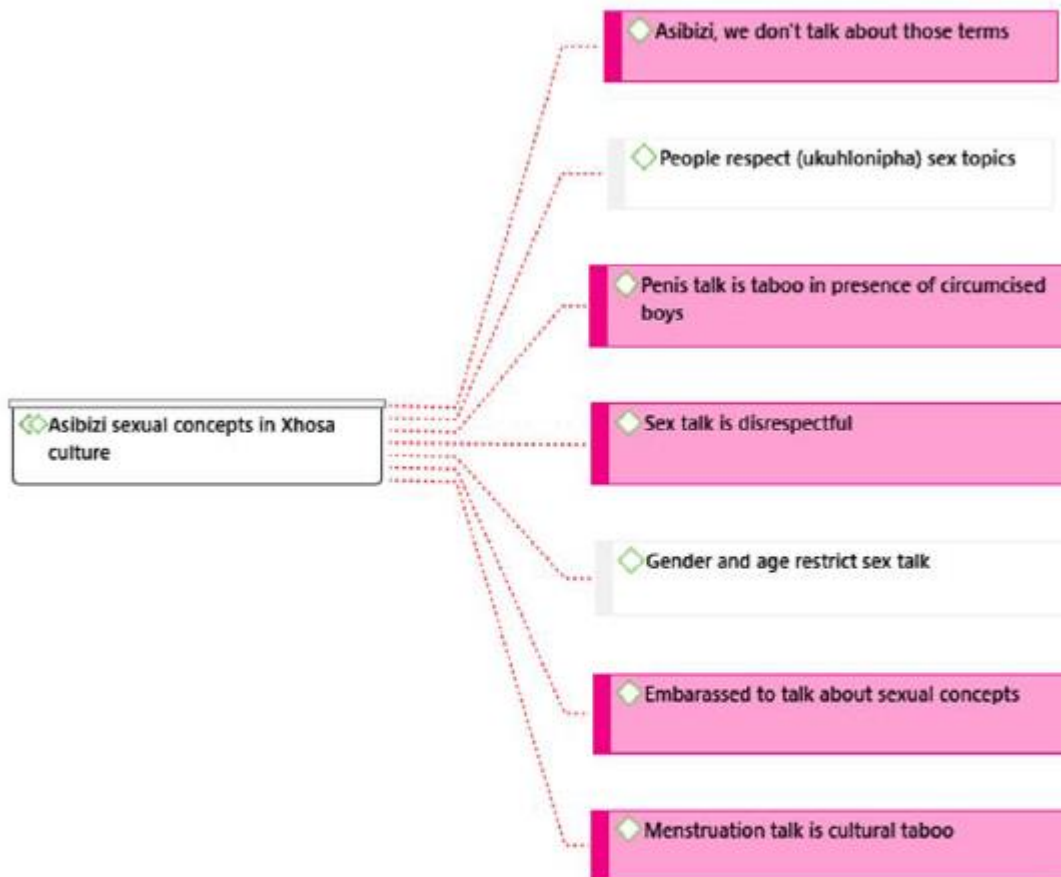 Asibizi, we don't talk about those terms
People respect (ukuhlonipha) sex topics
Penis talk is taboo in presence of circumcised
boys
Asibizi sexual concepts in Xhosa
culture
Sex talk is disrespectful
Gender and age restrict sex talk
Embarassed to talk about sexual concepts
Menstruation talk is cultural taboo